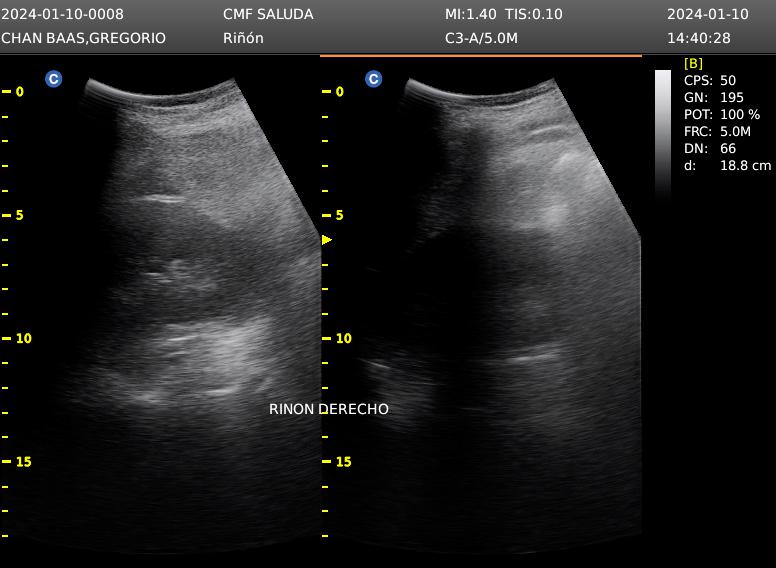 2024-01-10-0008 CMF SALUDA MI:1.40 TIS:0.10 2024-01-10
CHAN BAAS,GREGORIO Riñón C3-A/5.0M 14:40:28
[B]
CPS: 50
GN: 195
POT: 100 %
FRC: 5.0M
DN: 66
d: 18.8 cm
C C
0 0
5 5
10 10
RINON DERECHO
15 15